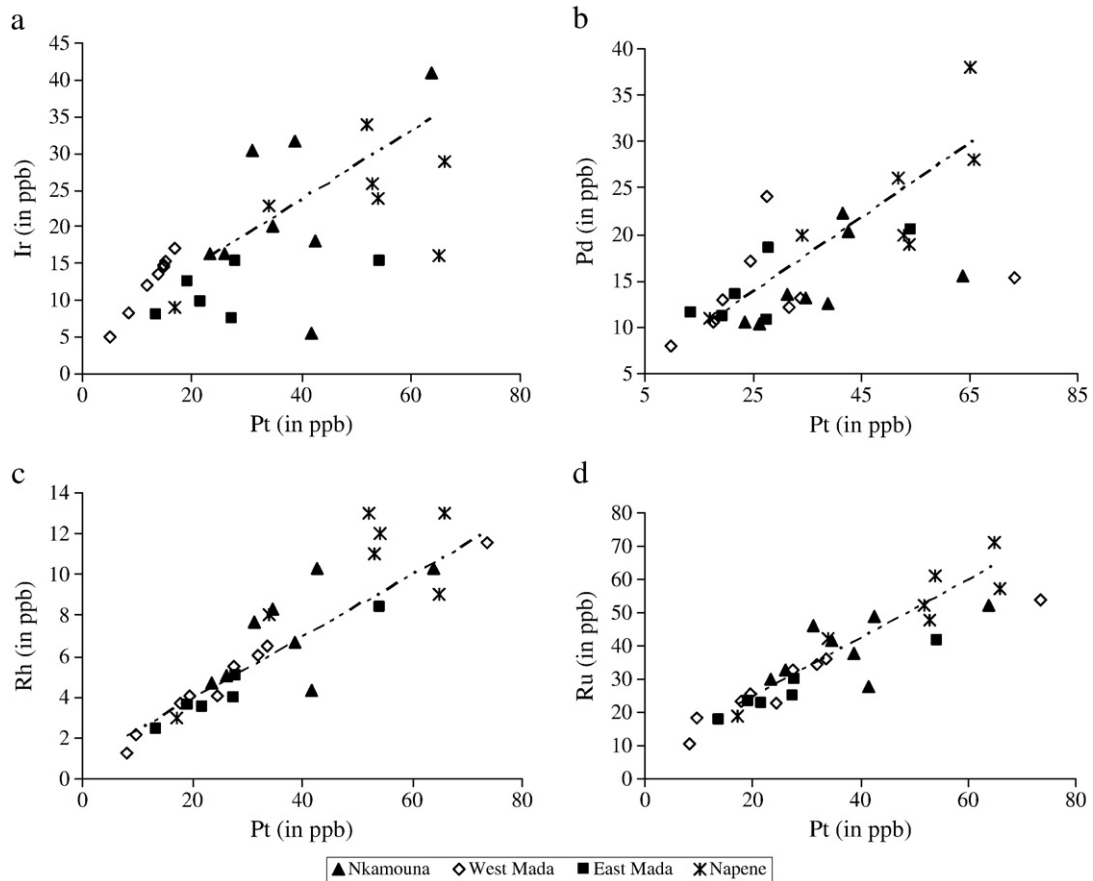 a
45
40
35
30
25
20
15
10
5
0
Ir (in ppb)
0 20 40 60 80
Pt (in ppb)
b
40
35
30
25
20
15
10
5
Pd (in ppb)
5 25 45 65 85
Pt (in ppb)
c
14
12
10
8
6
4
2
0
Rh (in ppb)
0 20 40 60 80
Pt (in ppb)
d
80
70
60
50
40
30
20
10
0
Ru (in ppb)
0 20 40 60 80
Pt (in ppb)
Nkamouna West Mada East Mada Napene